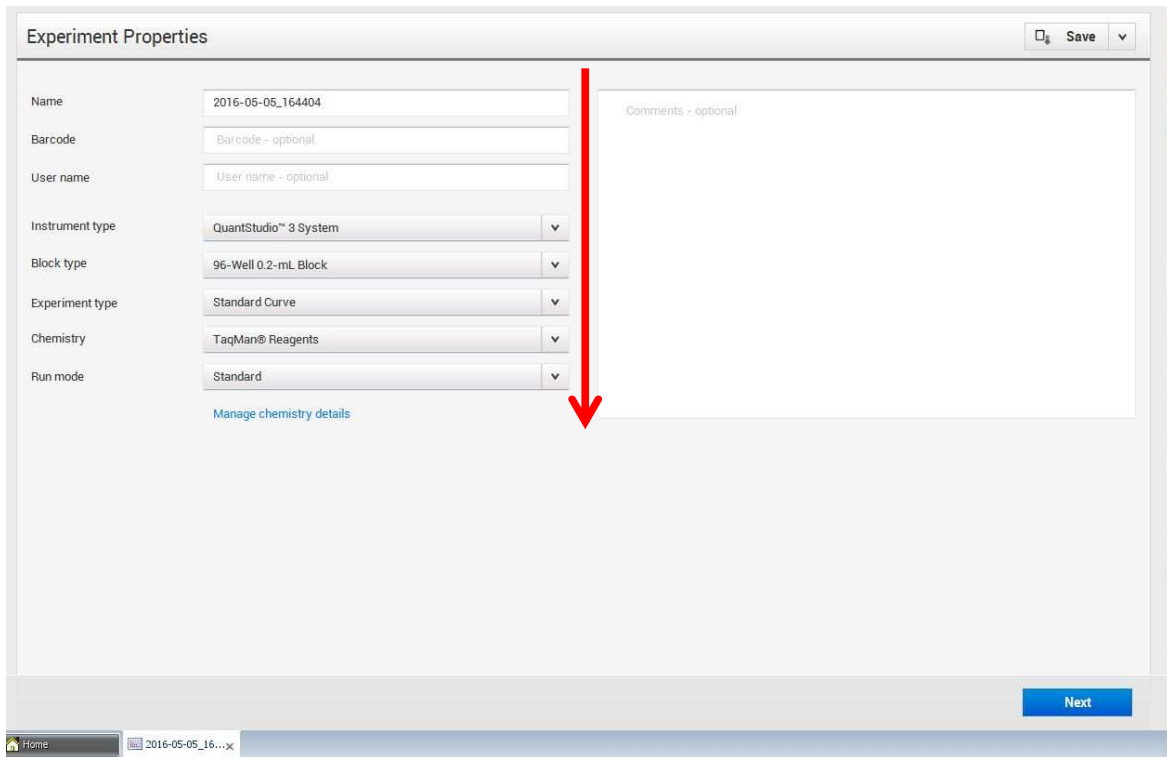 Experiment Properties
Save
Name 2016-05-05_164404
Comments - optional
Barcode Barcode - optional
User name User name - optional
Instrument type QuantStudio™ 3 System
Block type 96-Well 0.2-mL Block
Experiment type Standard Curve
Chemistry TaqMan® Reagents
Run mode Standard
Manage chemistry details
Next
Home 2016-05-05_16...x